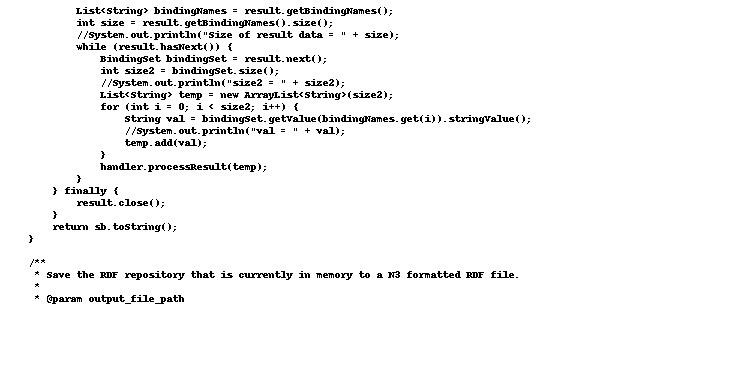 List<String> bindingNames = result.getBindingNames();
int size = result.getBindingNames().size();
//System.out.println("Size of result data = " + size);
while (result.hasNext()) {
BindingSet bindingSet = result.next();
int size2 = bindingSet.size();
//System.out.println("size2 = " + size2);
List<String> temp = new ArrayList<String>(size2);
for (int i = 0; i < size2; i++) {
String val = bindingSet.getValue(bindingNames.get(i)).stringValue();
//System.out.println("val = " + val);
temp.add(val);
}
handler.processResult(temp);
}
} finally {
result.close();
}
return sb.toString();
}
/**
* Save the RDF repository that is currently in memory to a N3 formatted RDF file.
*
* @param output_file_path